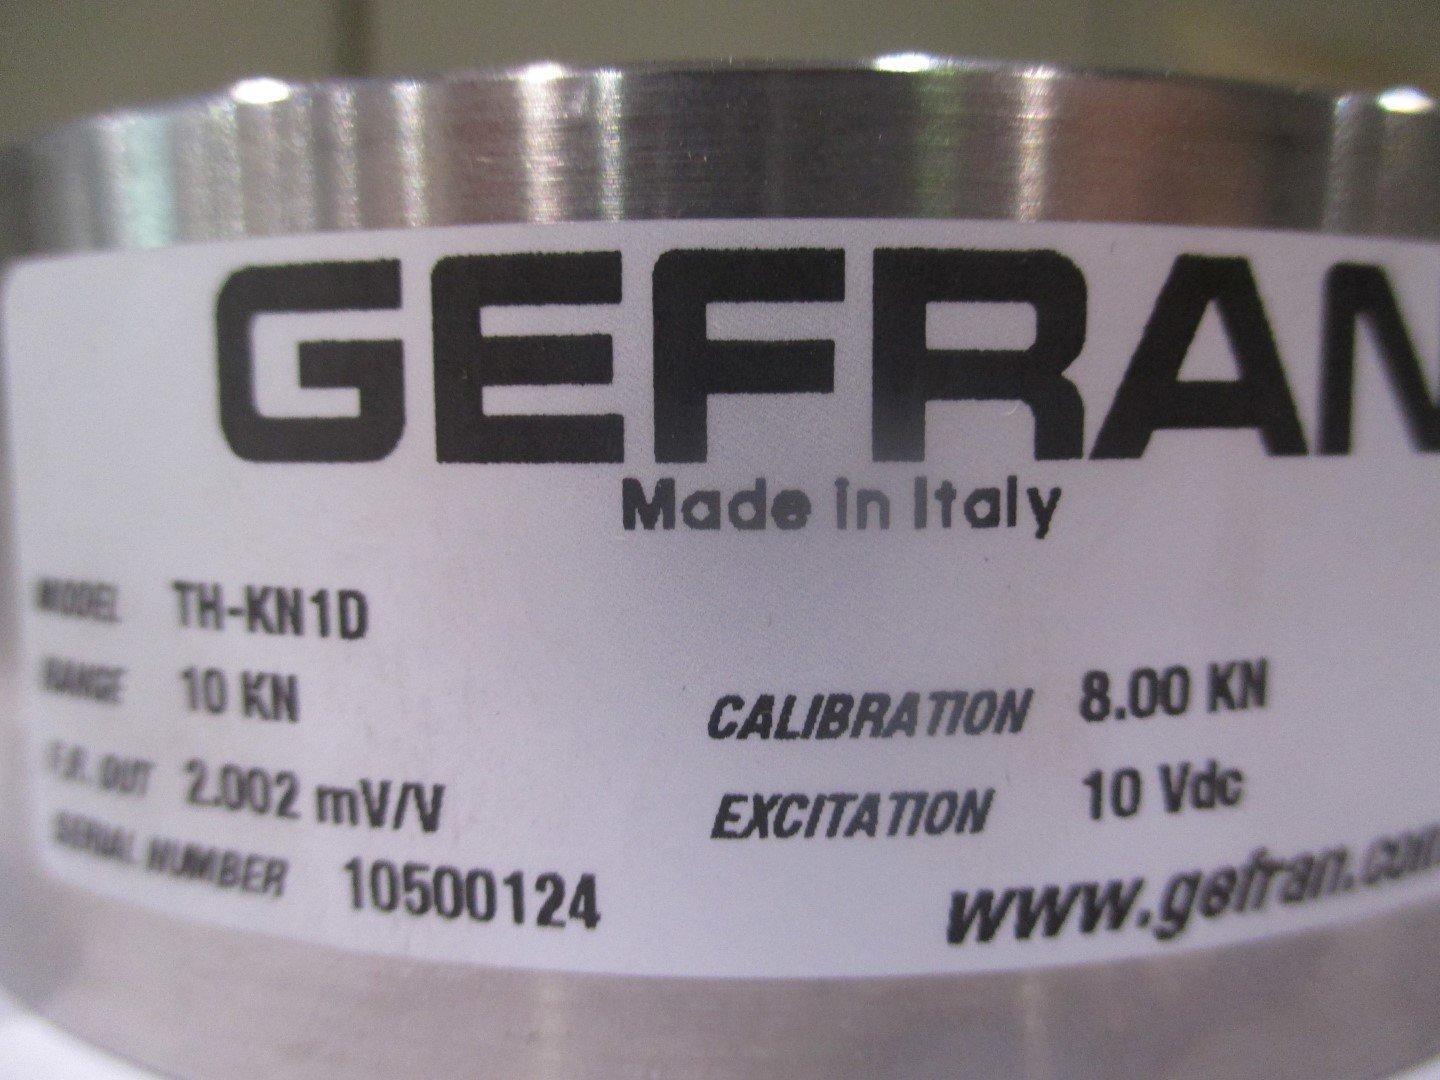 GEFRAN
Made in Italy
MODEL TH-KN1D
RANGE 10 KN
CALIBRATION 8.00 KN
F.R. OUT 2.002 mV/V
EXCITATION 10 Vdc
SERIAL NUMBER 10500124
www.gefran.com